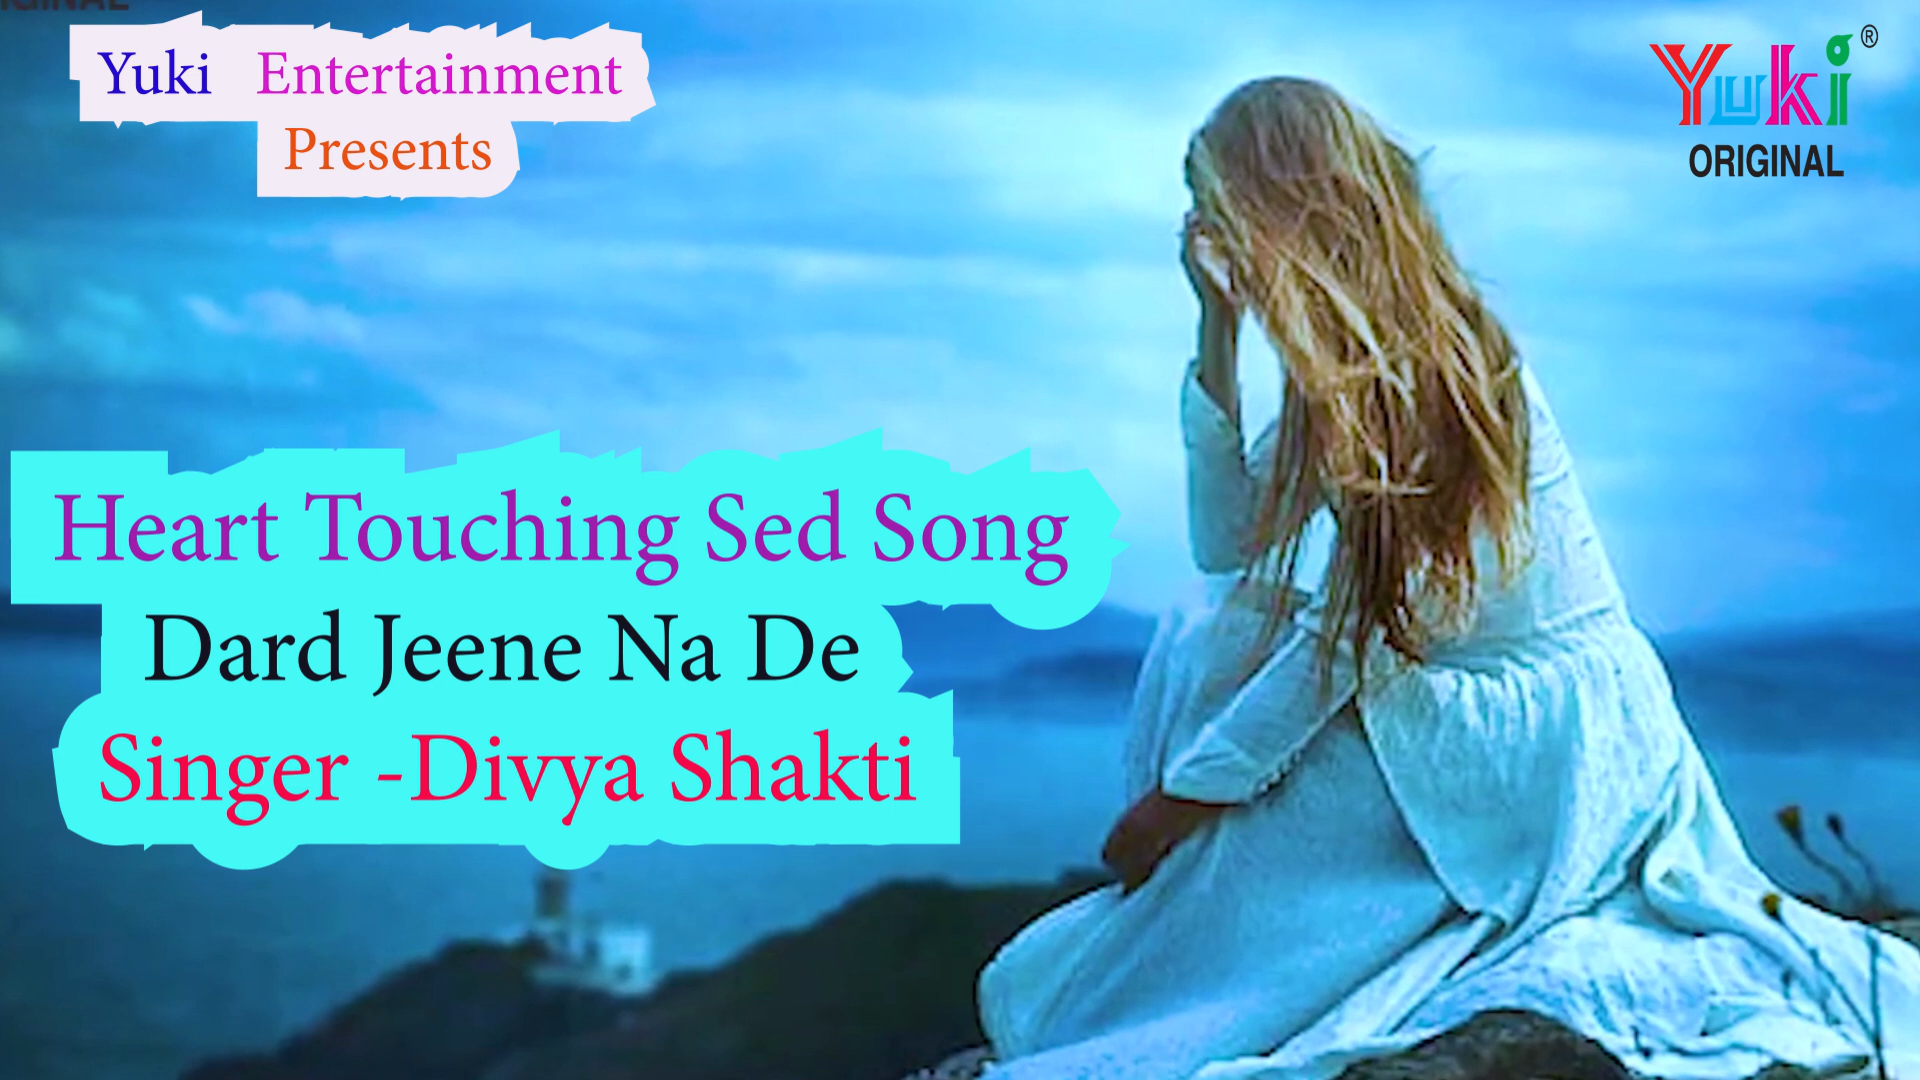 Yuki Entertainment
Presents
Yuki ®
ORIGINAL
Heart Touching Sed Song
Dard Jeene Na De
Singer -Divya Shakti